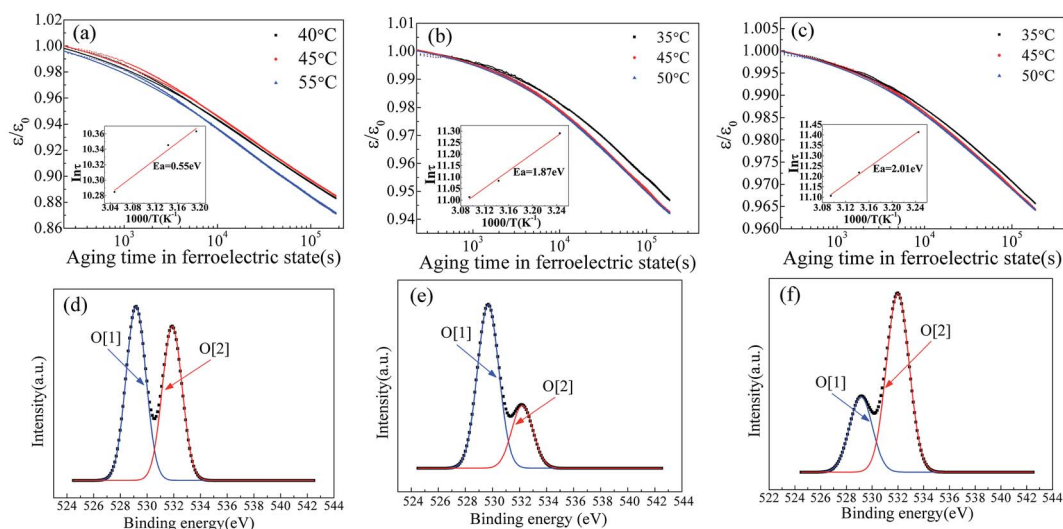 (a)
1.02
1.00
0.98
0.96
0.94
0.92
0.90
0.88
0.86
ε/ε0
40°C
45°C
55°C
10.36
10.34
10.32
10.30
10.28
Inτ
Ea=0.55eV
3.04 3.08 3.12 3.16 3.20
1000/T(K-1)
10^3 10^4 10^5
Aging time in ferroelectric state(s)
(b)
1.01
1.00
0.99
0.98
0.97
0.96
0.95
0.94
ε/ε0
35°C
45°C
50°C
11.30
11.25
11.20
11.15
11.10
11.05
11.00
Inτ
Ea=1.87eV
3.08 3.12 3.16 3.20 3.24
1000/T(K-1)
10^3 10^4 10^5
Aging time in ferroelectric state(s)
(c)
1.005
1.000
0.995
0.990
0.985
0.980
0.975
0.970
0.965
0.960
ε/ε0
35°C
45°C
50°C
11.45
11.40
11.35
11.30
11.25
11.20
11.15
11.10
Inτ
Ea=2.01eV
3.08 3.12 3.16 3.20 3.24
1000/T(K-1)
10^3 10^4 10^5
Aging time in ferroelectric state(s)
(d)
O[1]
O[2]
Intensity(a.u.)
524 526 528 530 532 534 536 538 540 542 544
Binding energy(eV)
(e)
O[1]
O[2]
Intensity(a.u.)
524 526 528 530 532 534 536 538 540 542 544
Binding energy (eV)
(f)
O[1]
O[2]
Intensity(a.u.)
522 524 526 528 530 532 534 536 538 540 542 544
Binding energy(eV)